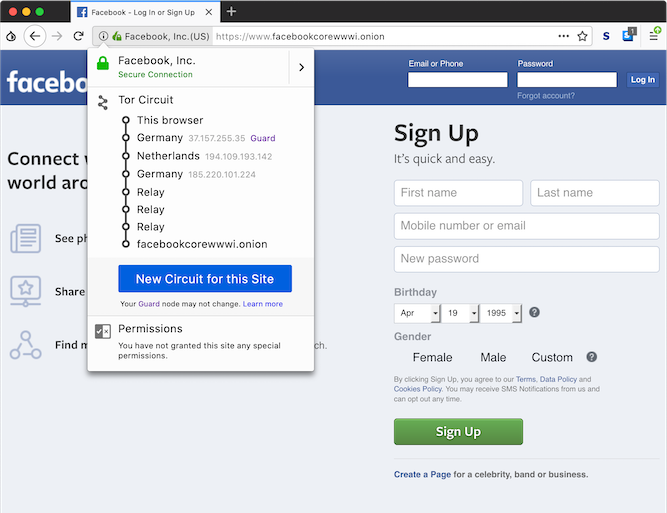 Facebook - Log In or Sign Up
Facebook, Inc.(US) https://www.facebookcorewwwi.onion
S 1
Facebook, Inc.
Secure Connection
Tor Circuit
This browser
Germany 37.157.255.35 Guard
Netherlands 194.109.193.142
Germany 185.220.101.224
Relay
Relay
Relay
facebookcorewwwi.onion
New Circuit for this Site
Your Guard node may not change. Learn more
Permissions
You have not granted this site any special
permissions.
facebo
Email or Phone
Password
Log In
Forgot account?
Connect w
world aro
See ph
Share
Find m
ch.
Sign Up
It's quick and easy.
First name
Last name
Mobile number or email
New password
Birthday
Apr 19 1995 ?
Gender
Female Male Custom ?
By clicking Sign Up, you agree to our Terms, Data Policy and
Cookies Policy. You may receive SMS Notifications from us and
can opt out any time.
Sign Up
Create a Page for a celebrity, band or business.